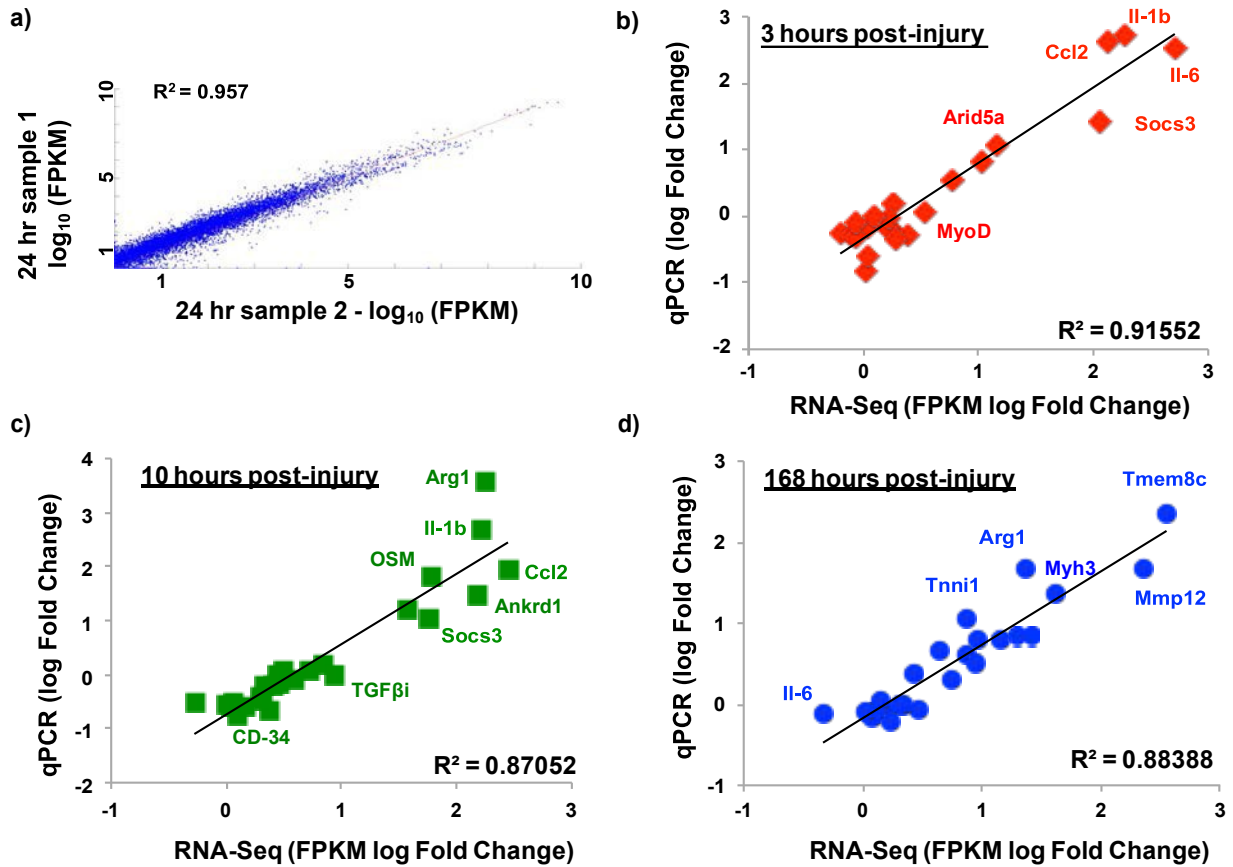 a)
R² = 0.957
24 hr sample 1
log₁₀ (FPKM)
10
5
1
1
5
10
24 hr sample 2 - log₁₀ (FPKM)
b)
3 hours post-injury
Il-1b
Ccl2
Il-6
Socs3
Arid5a
MyoD
R² = 0.91552
qPCR (log Fold Change)
3
2
1
0
-1
-2
-1
0
1
2
3
RNA-Seq (FPKM log Fold Change)
c)
10 hours post-injury
Arg1
Il-1b
OSM
Ccl2
Ankrd1
Socs3
TGFβi
CD-34
R² = 0.87052
qPCR (log Fold Change)
4
3
2
1
0
-1
-2
-1
0
1
2
3
RNA-Seq (FPKM log Fold Change)
d)
168 hours post-injury
Tmem8c
Arg1
Myh3
Tnni1
Mmp12
Il-6
R² = 0.88388
qPCR (log Fold Change)
3
2
1
0
-1
-1
0
1
2
3
RNA-Seq (FPKM log Fold Change)